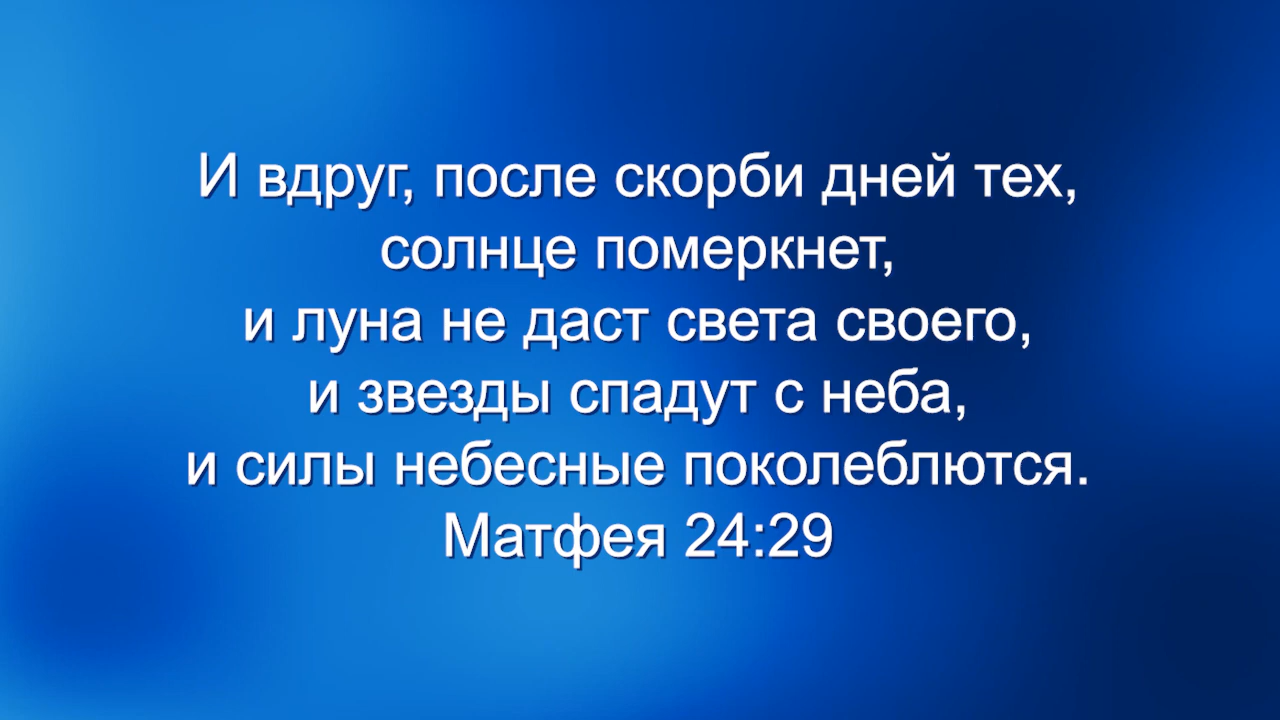 И вдруг, после скорби дней тех,
солнце померкнет,
и луна не даст света своего,
и звезды спадут с неба,
и силы небесные поколеблются.
Матфея 24:29